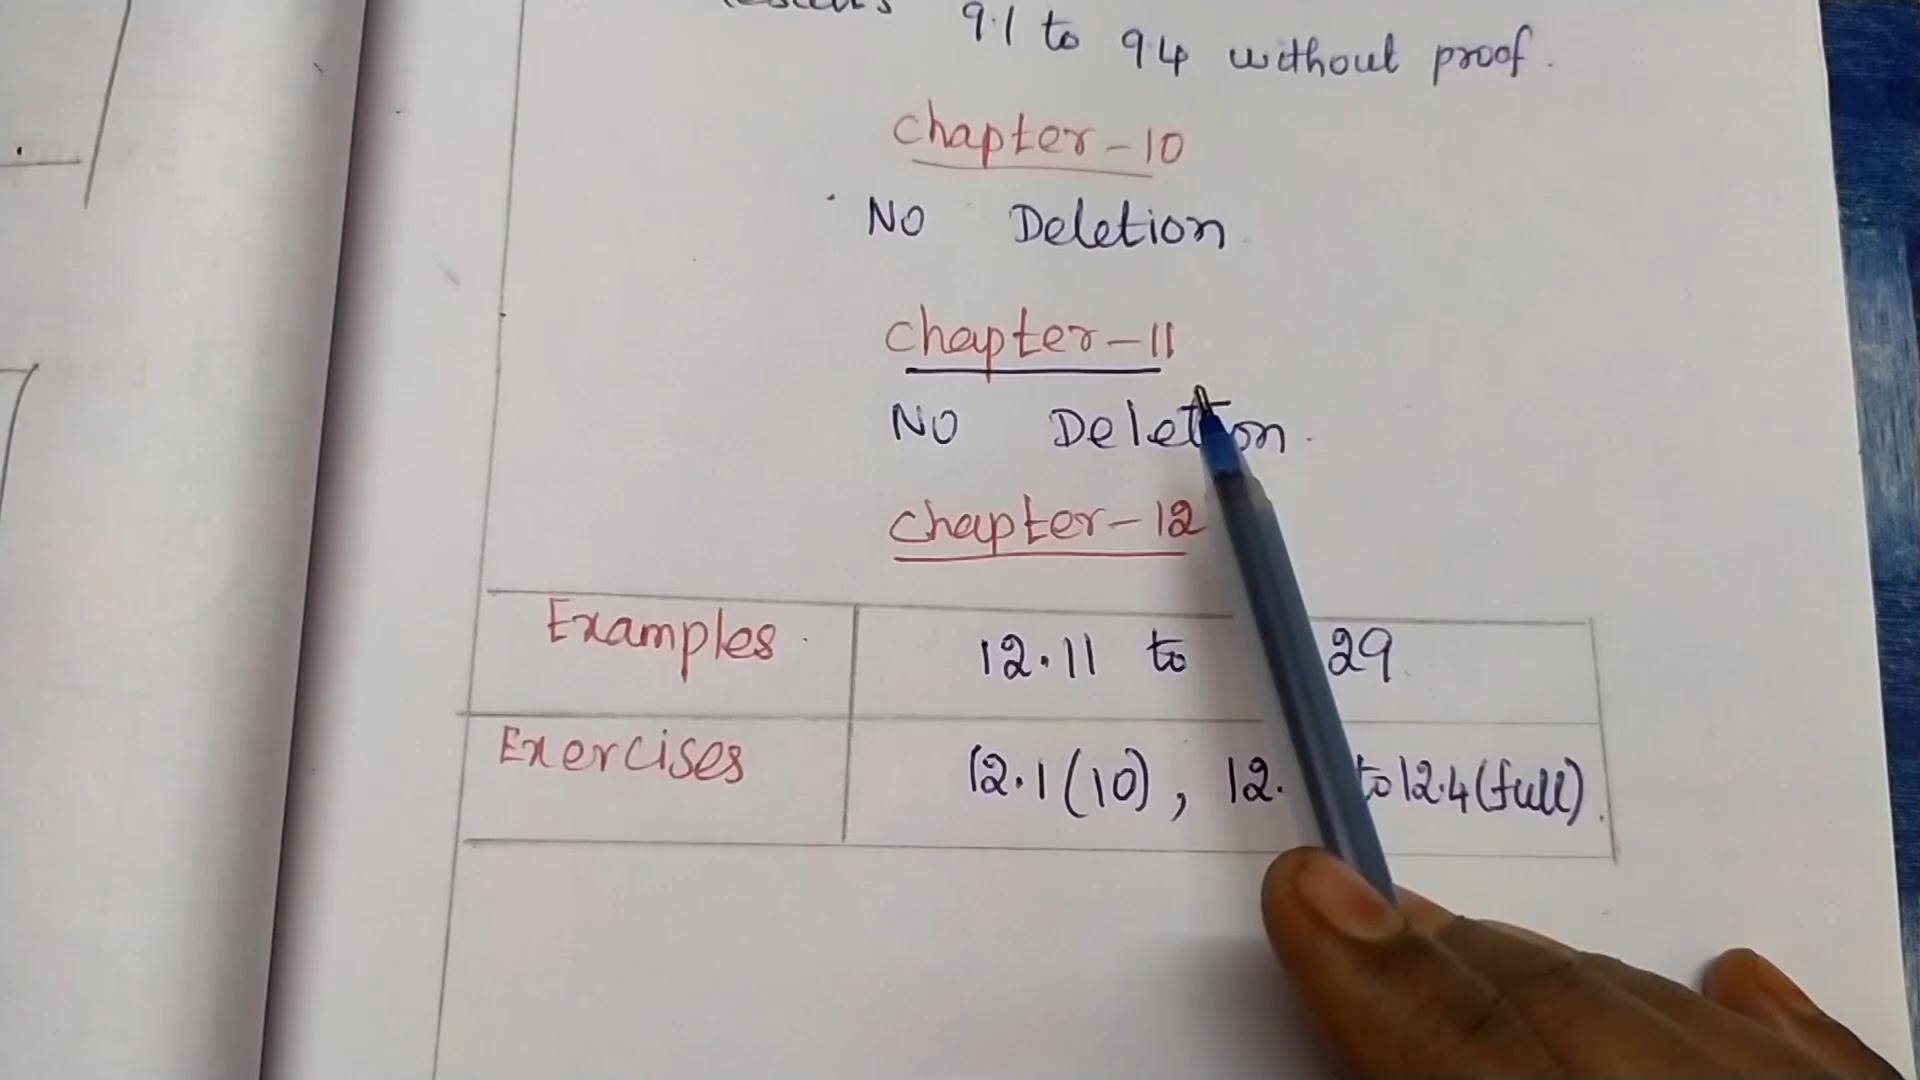 9.1 to 9.4 without proof.
Chapter-10
NO Deletion
Chapter-11
NO Deletion.
Chapter-12
Examples 12.11 to 29
Exercises 12.1(10), 12. to 12.4(full).